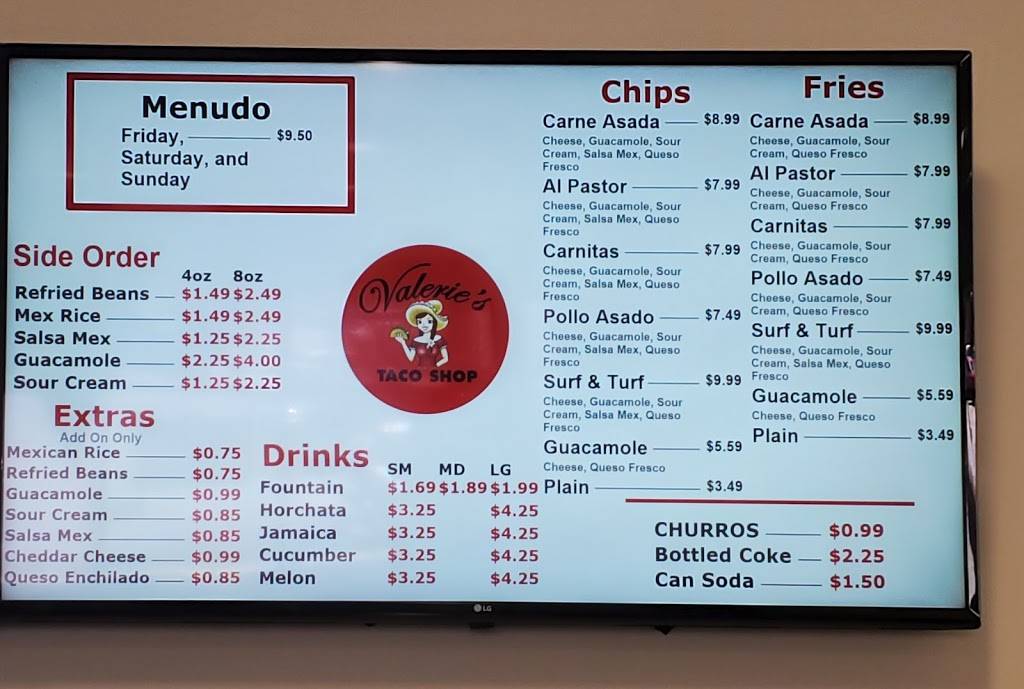 Menudo
Friday, $9.50
Saturday, and
Sunday
Side Order
4oz 8oz
Refried Beans $1.49 $2.49
Mex Rice $1.49 $2.49
Salsa Mex $1.25 $2.25
Guacamole $2.25 $4.00
Sour Cream $1.25 $2.25
Extras
Add On Only
Mexican Rice $0.75
Refried Beans $0.75
Guacamole $0.99
Sour Cream $0.85
Salsa Mex $0.85
Cheddar Cheese $0.99
Queso Enchilado $0.85
Valerie's
TACO SHOP
Drinks
SM MD LG
Fountain $1.69 $1.89 $1.99
Horchata $3.25 $4.25
Jamaica $3.25 $4.25
Cucumber $3.25 $4.25
Melon $3.25 $4.25
Chips
Carne Asada $8.99
Cheese, Guacamole, Sour
Cream, Salsa Mex, Queso
Fresco
Al Pastor $7.99
Cheese, Guacamole, Sour
Cream, Salsa Mex, Queso
Fresco
Carnitas $7.99
Cheese, Guacamole, Sour
Cream, Salsa Mex, Queso
Fresco
Pollo Asado $7.49
Cheese, Guacamole, Sour
Cream, Salsa Mex, Queso
Fresco
Surf & Turf $9.99
Cheese, Guacamole, Sour
Cream, Salsa Mex, Queso
Fresco
Guacamole $5.59
Cheese, Queso Fresco
Plain $3.49
Fries
Carne Asada $8.99
Cheese, Guacamole, Sour
Cream, Queso Fresco
Al Pastor $7.99
Cheese, Guacamole, Sour
Cream, Queso Fresco
Carnitas $7.99
Cheese, Guacamole, Sour
Cream, Queso Fresco
Pollo Asado $7.49
Cheese, Guacamole, Sour
Cream, Queso Fresco
Surf & Turf $9.99
Cheese, Guacamole, Sour
Cream, Salsa Mex, Queso
Fresco
Guacamole $5.59
Cheese, Queso Fresco
Plain $3.49
CHURROS $0.99
Bottled Coke $2.25
Can Soda $1.50
LG